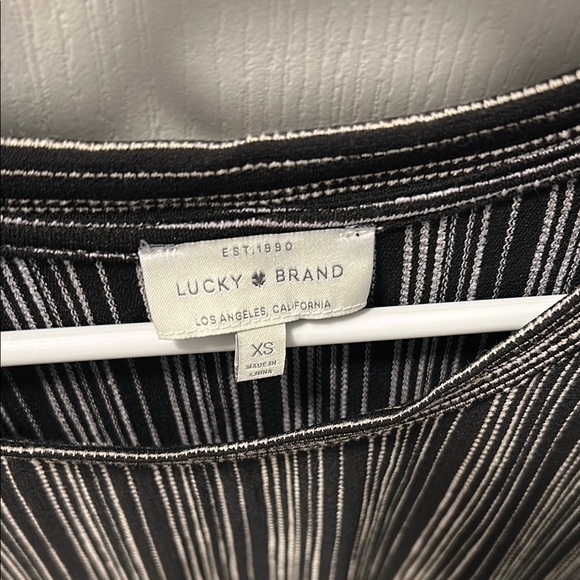 EST.1990
LUCKY BRAND
LOS ANGELES, CALIFORNIA
XS
MADE IN
CHINA